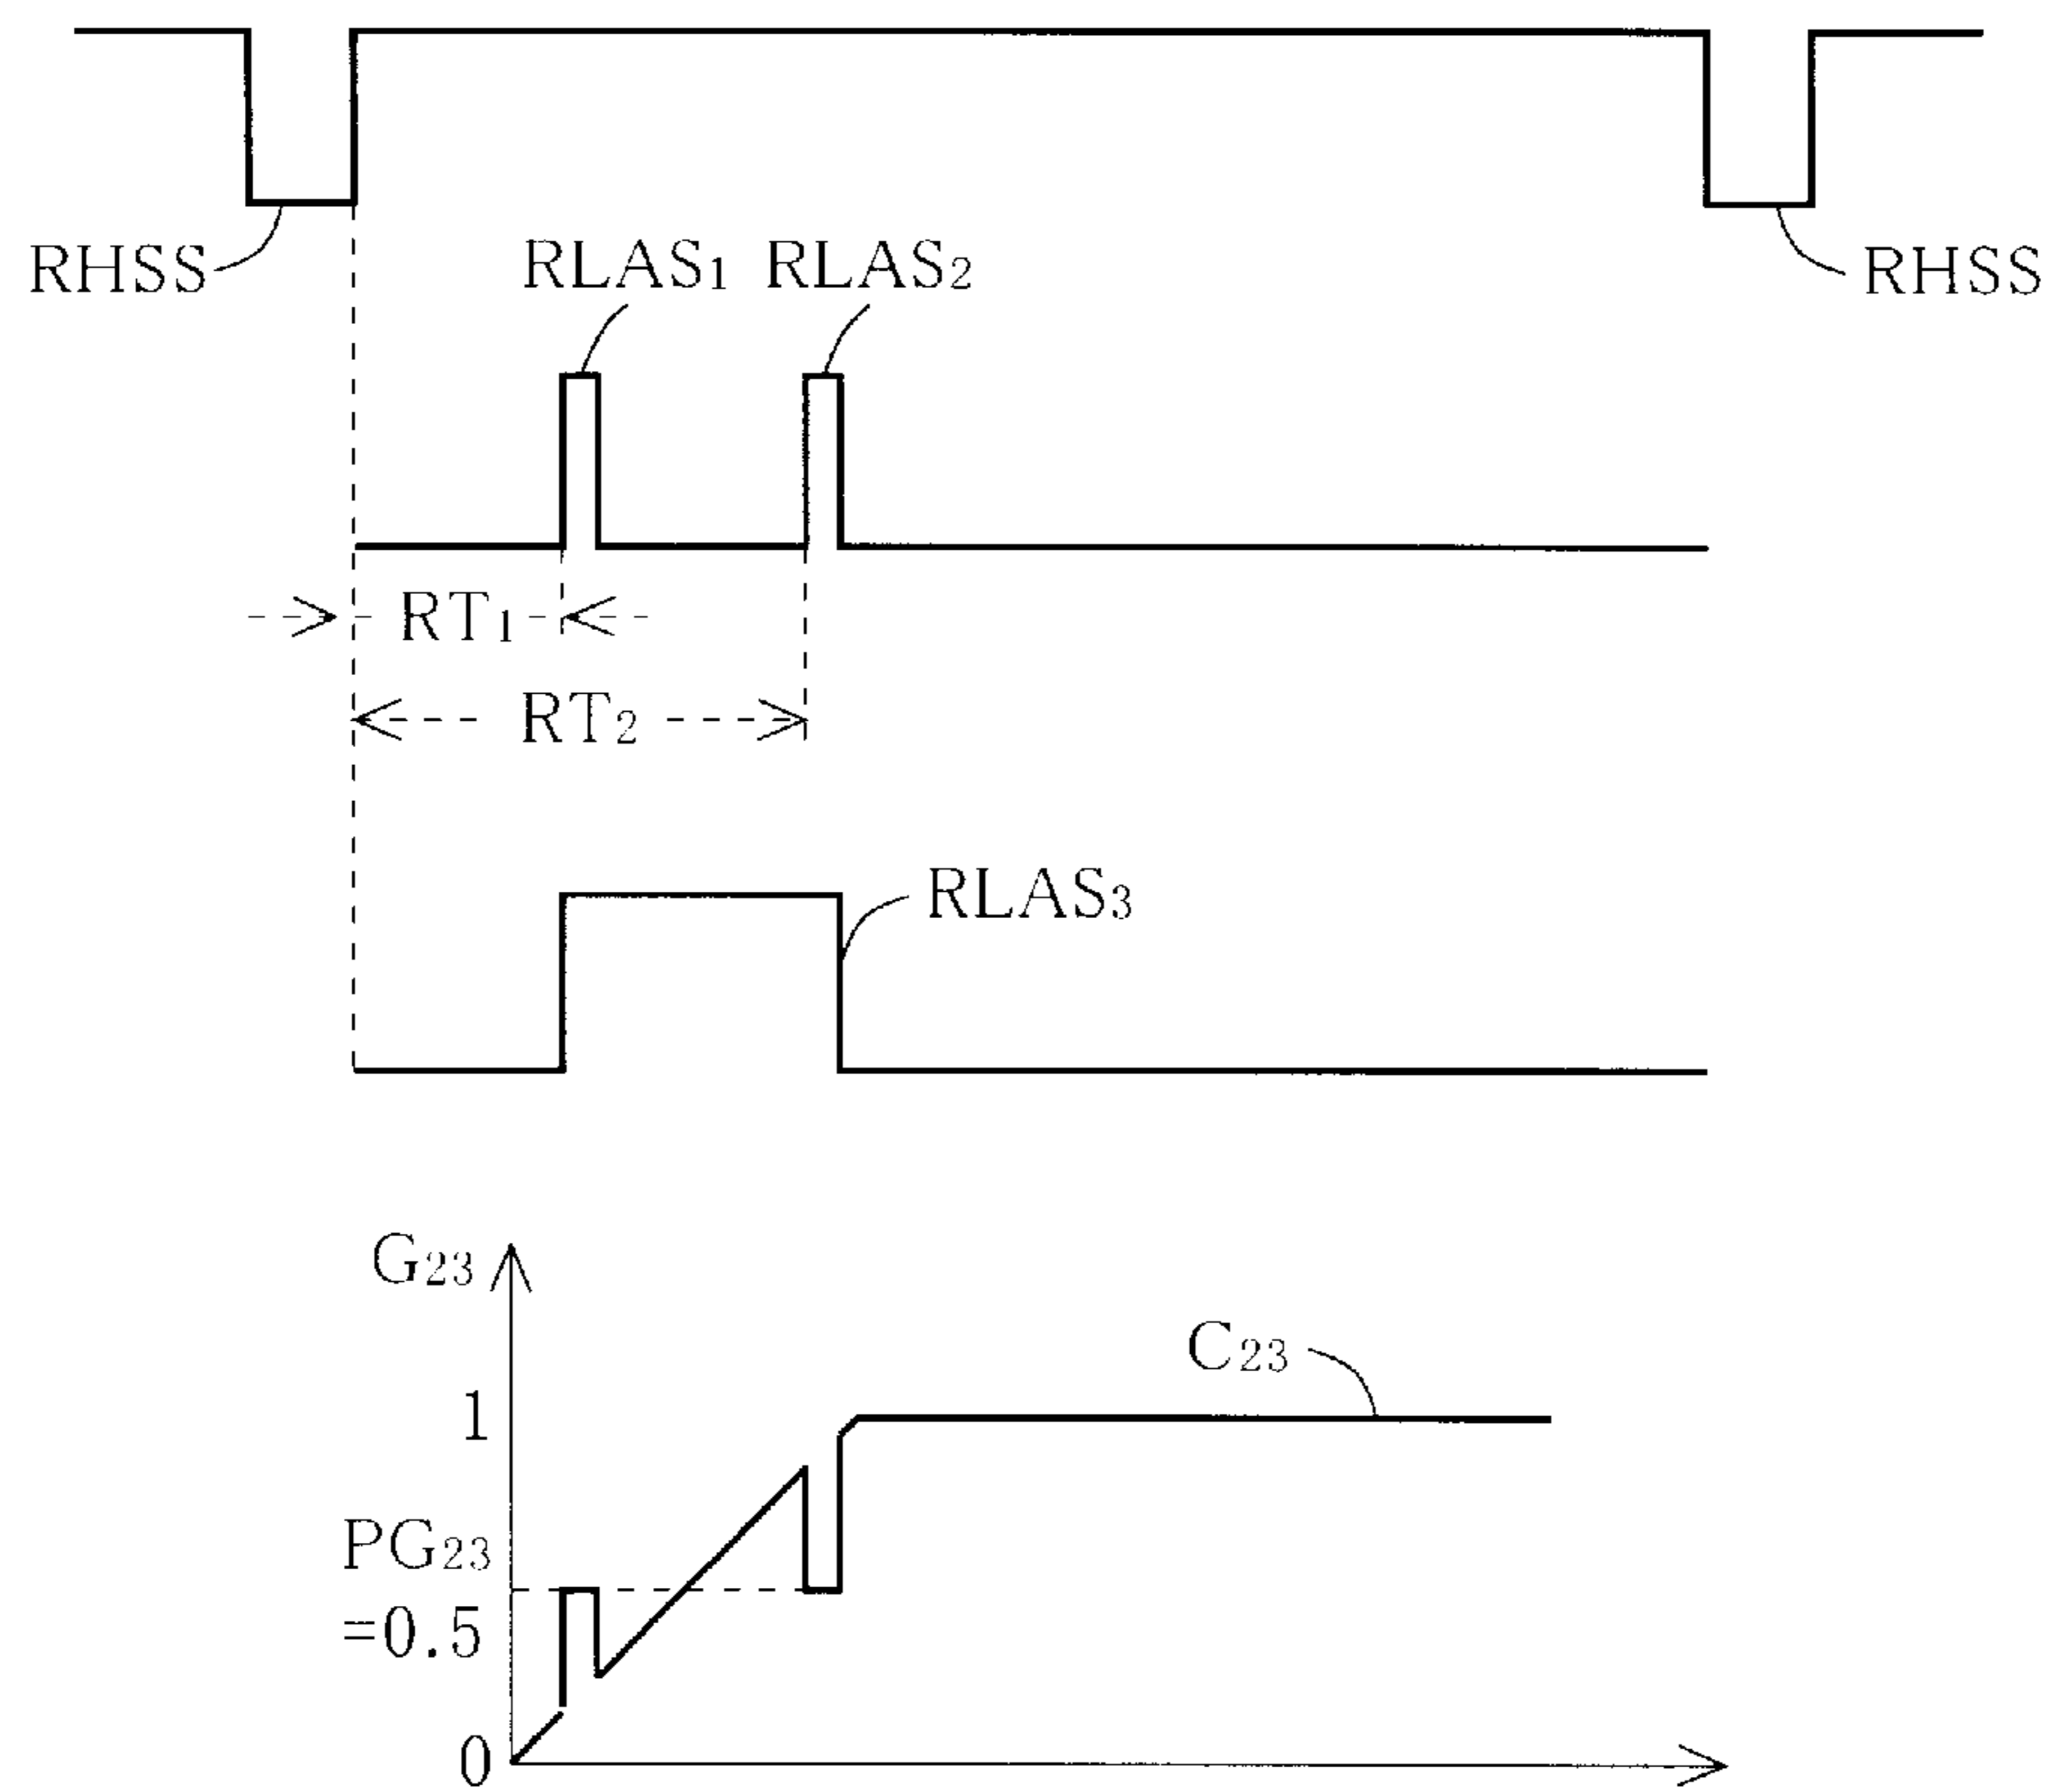 RHSS
RLAS₁
RLAS₂
RHSS
RT₁
RT₂
RLAS₃
G₂₃
C₂₃
1
PG₂₃
=0.5
0